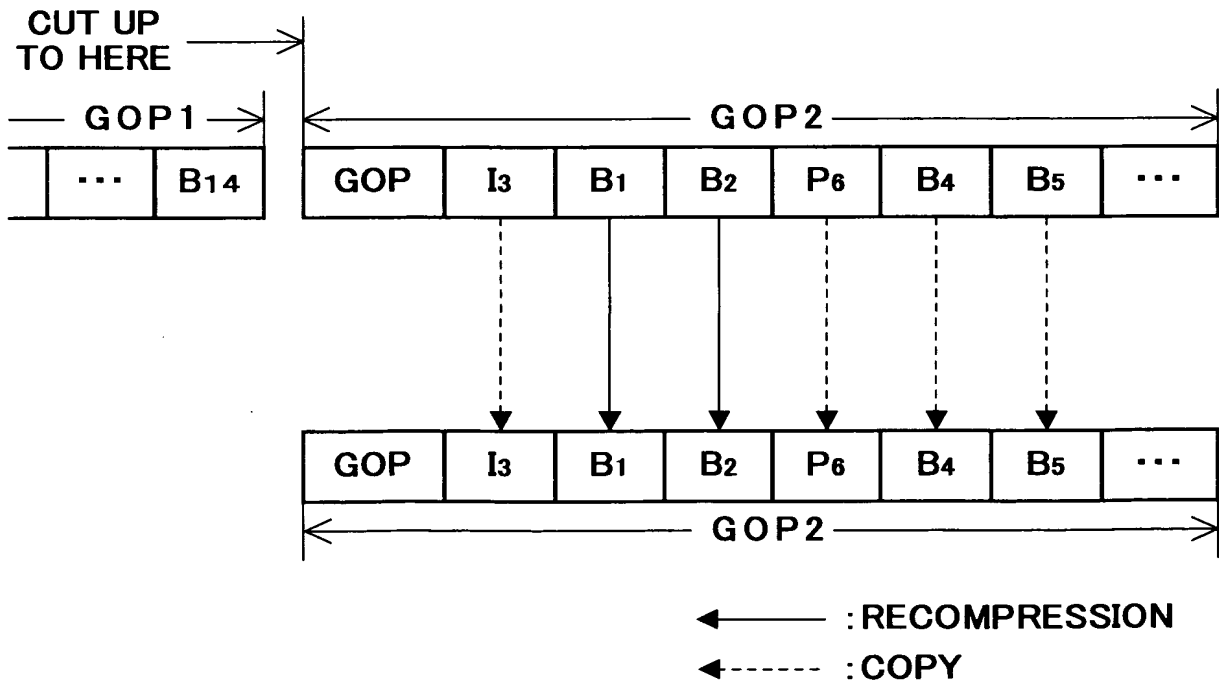 CUT UP
TO HERE
GOP1
GOP2
... B14
GOP I3 B1 B2 P6 B4 B5 ...
GOP I3 B1 B2 P6 B4 B5 ...
GOP2
:RECOMPRESSION
:COPY